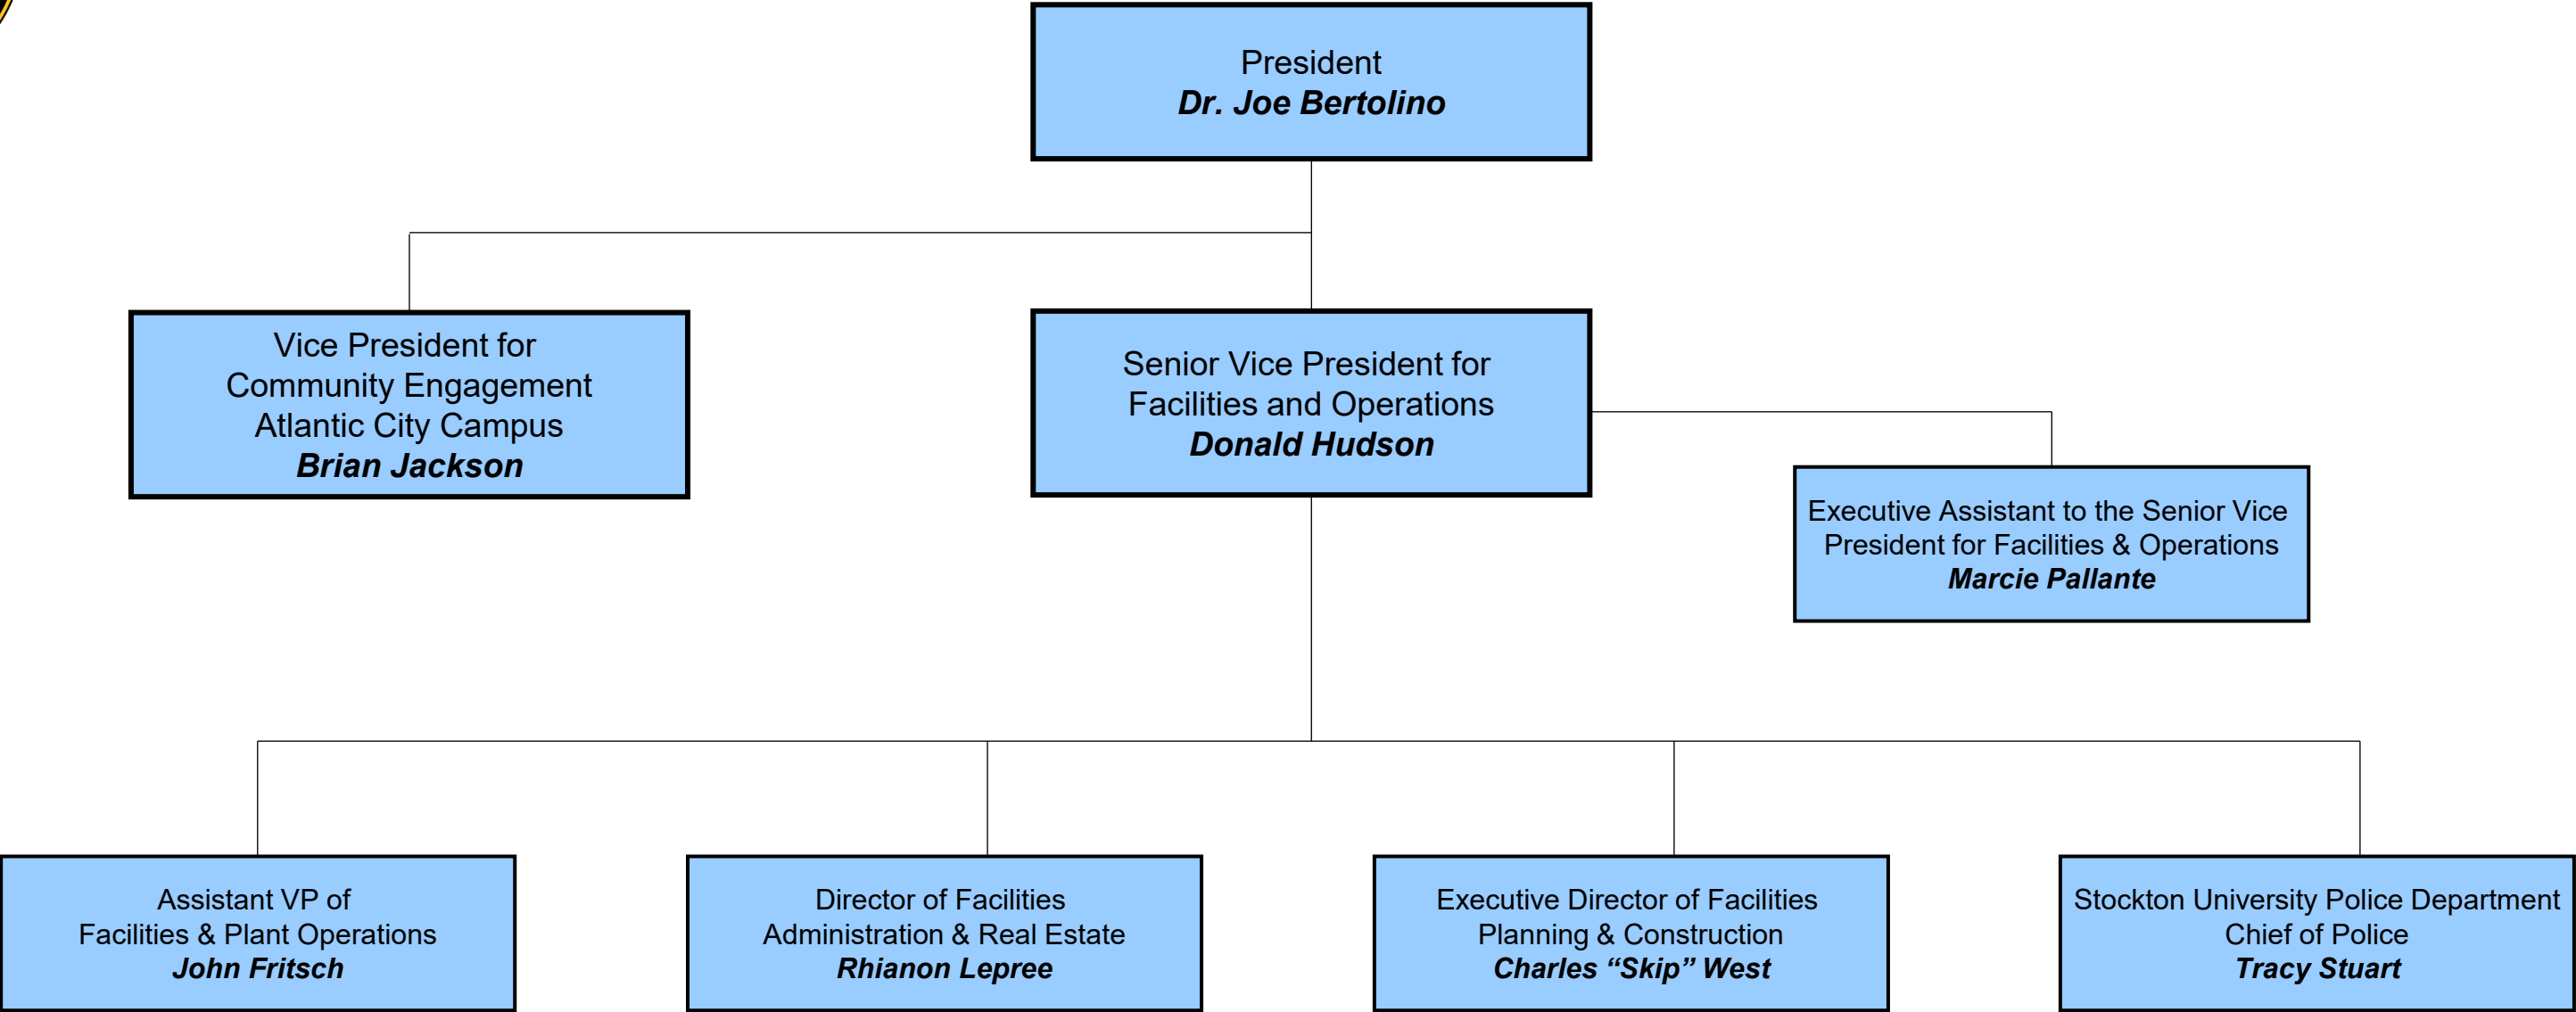 President
Dr. Joe Bertolino
Vice President for
Community Engagement
Atlantic City Campus
Brian Jackson
Senior Vice President for
Facilities and Operations
Donald Hudson
Executive Assistant to the Senior Vice
President for Facilities & Operations
Marcie Pallante
Assistant VP of
Facilities & Plant Operations
John Fritsch
Director of Facilities
Administration & Real Estate
Rhianon Lepree
Executive Director of Facilities
Planning & Construction
Charles “Skip” West
Stockton University Police Department
Chief of Police
Tracy Stuart